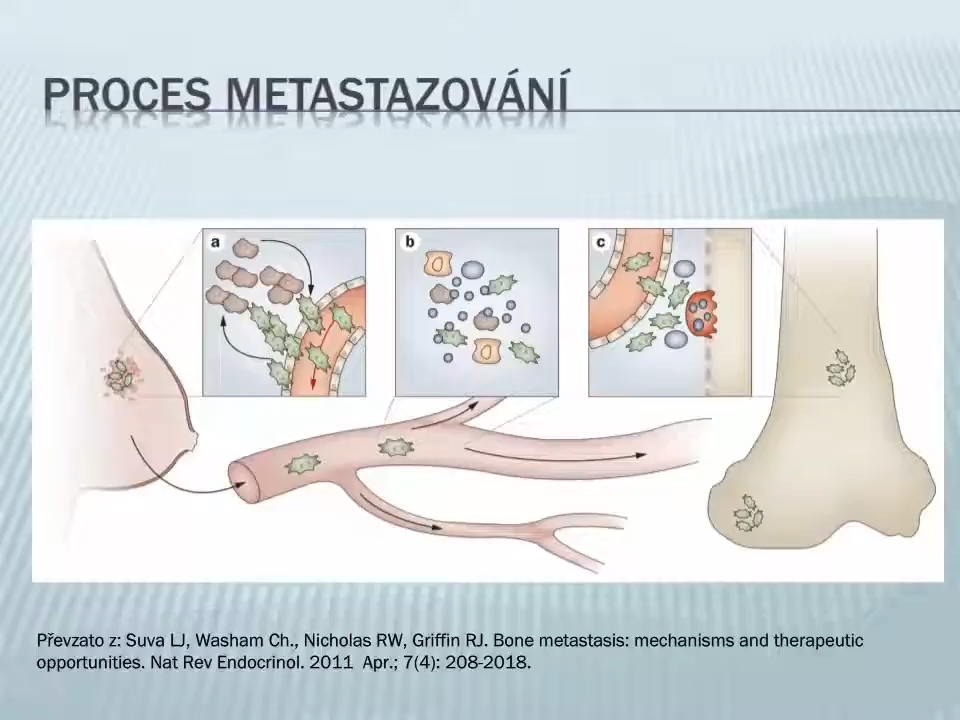 PROCES METASTAZOVÁNÍ
a
b
c
Převzato z: Suva LJ, Washam Ch., Nicholas RW, Griffin RJ. Bone metastasis: mechanisms and therapeutic
opportunities. Nat Rev Endocrinol. 2011 Apr.; 7(4): 208-2018.